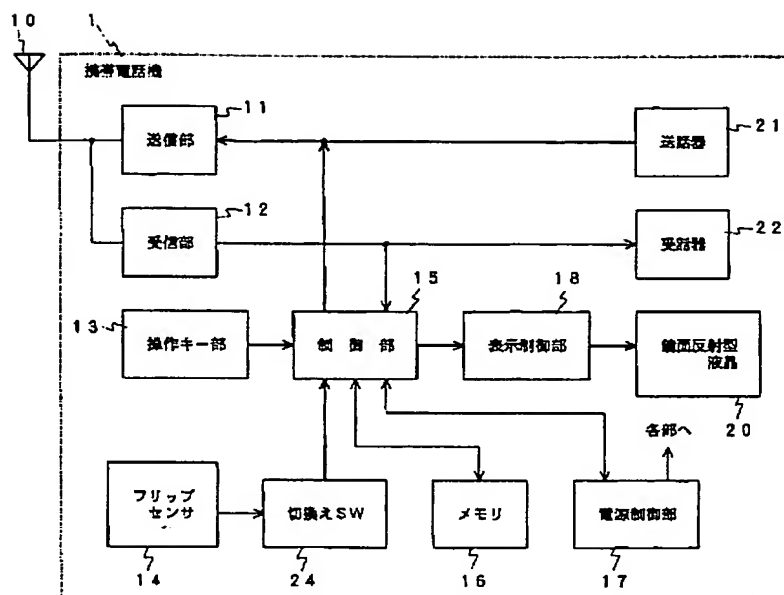 10
1
携帯電話機
11
送信部
21
送話器
12
受信部
22
受話器
15
18
13
操作キー部
制 御 部
表示制御部
鏡面反射型
液晶
20
各部へ
フリップ
センサ
切換えSW
メモリ
電源制御部
14
24
16
17